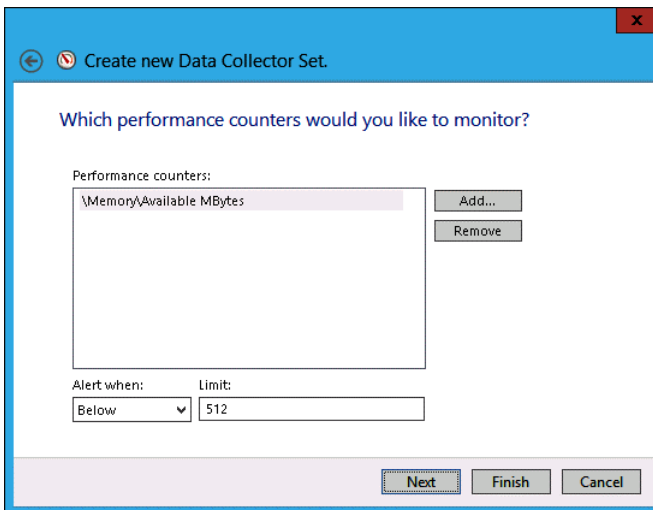 x
Create new Data Collector Set.
Which performance counters would you like to monitor?
Performance counters:
\Memory\Available MBytes
Add...
Remove
Alert when: Limit:
Below 512
Next Finish Cancel